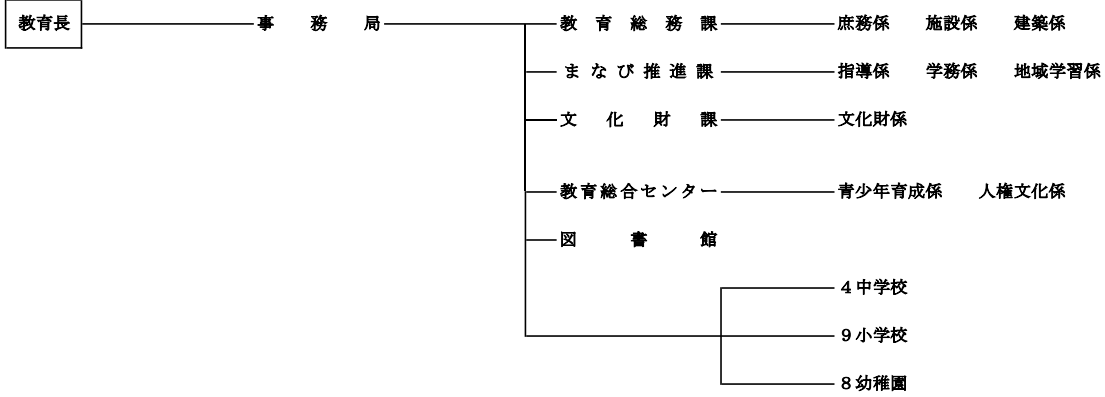 教育長 事務局 教育総務課 庶務係 施設係 建築係
まなび推進課 指導係 学務係 地域学習係
文化財課 文化財係
教育総合センター 青少年育成係 人権文化係
図書館
4中学校
9小学校
8幼稚園